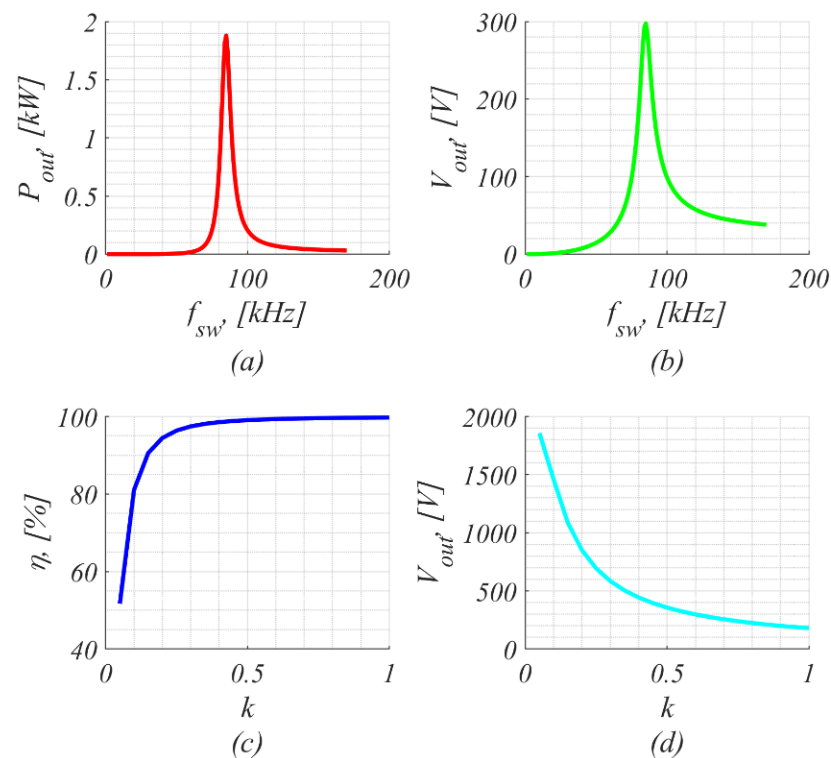 P_out, [kW]
2
1.5
1
0.5
0
0 100 200
f_sw, [kHz]
(a)
V_out, [V]
300
200
100
0
0 100 200
f_sw, [kHz]
(b)
η, [%]
100
80
60
40
0 0.5 1
k
(c)
V_out, [V]
2000
1500
1000
500
0
0 0.5 1
k
(d)